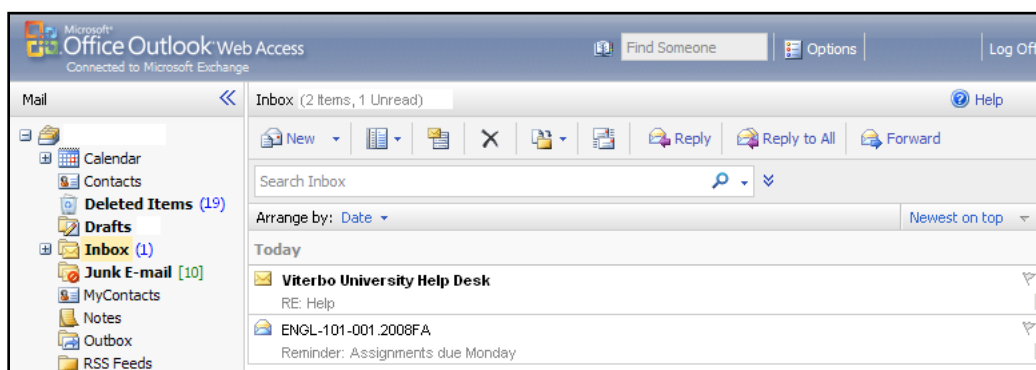 Microsoft®
Office Outlook Web Access
Connected to Microsoft Exchange
Find Someone
Options
Log Off
Mail
Inbox (2 Items, 1 Unread)
Help
New
Reply
Reply to All
Forward
Calendar
Contacts
Deleted Items (19)
Drafts
Inbox (1)
Junk E-mail [10]
MyContacts
Notes
Outbox
RSS Feeds
Search Inbox
Arrange by: Date
Newest on top
Today
Viterbo University Help Desk
RE: Help
ENGL-101-001.2008FA
Reminder: Assignments due Monday